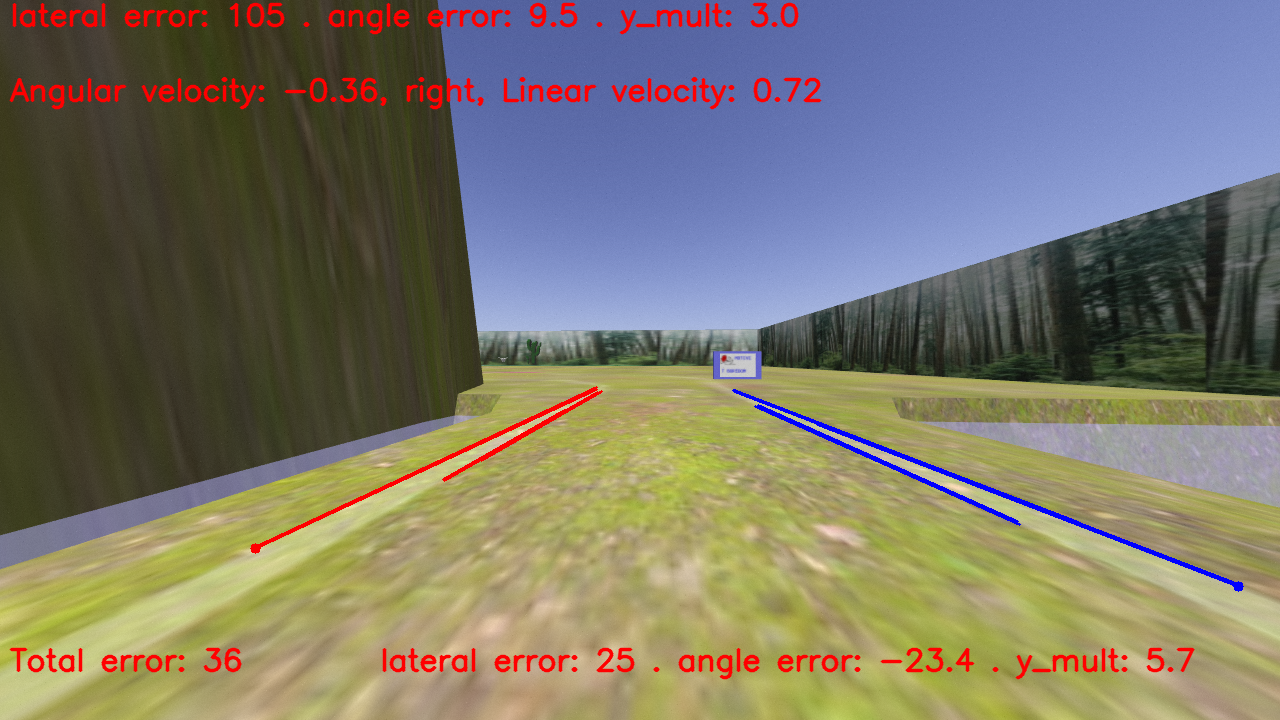 lateral error: 105 . angle error: 9.5 . y_mult: 3.0
Angular velocity: −0.36, right, Linear velocity: 0.72
Total error: 36
lateral error: 25 . angle error: −23.4 . y_mult: 5.7